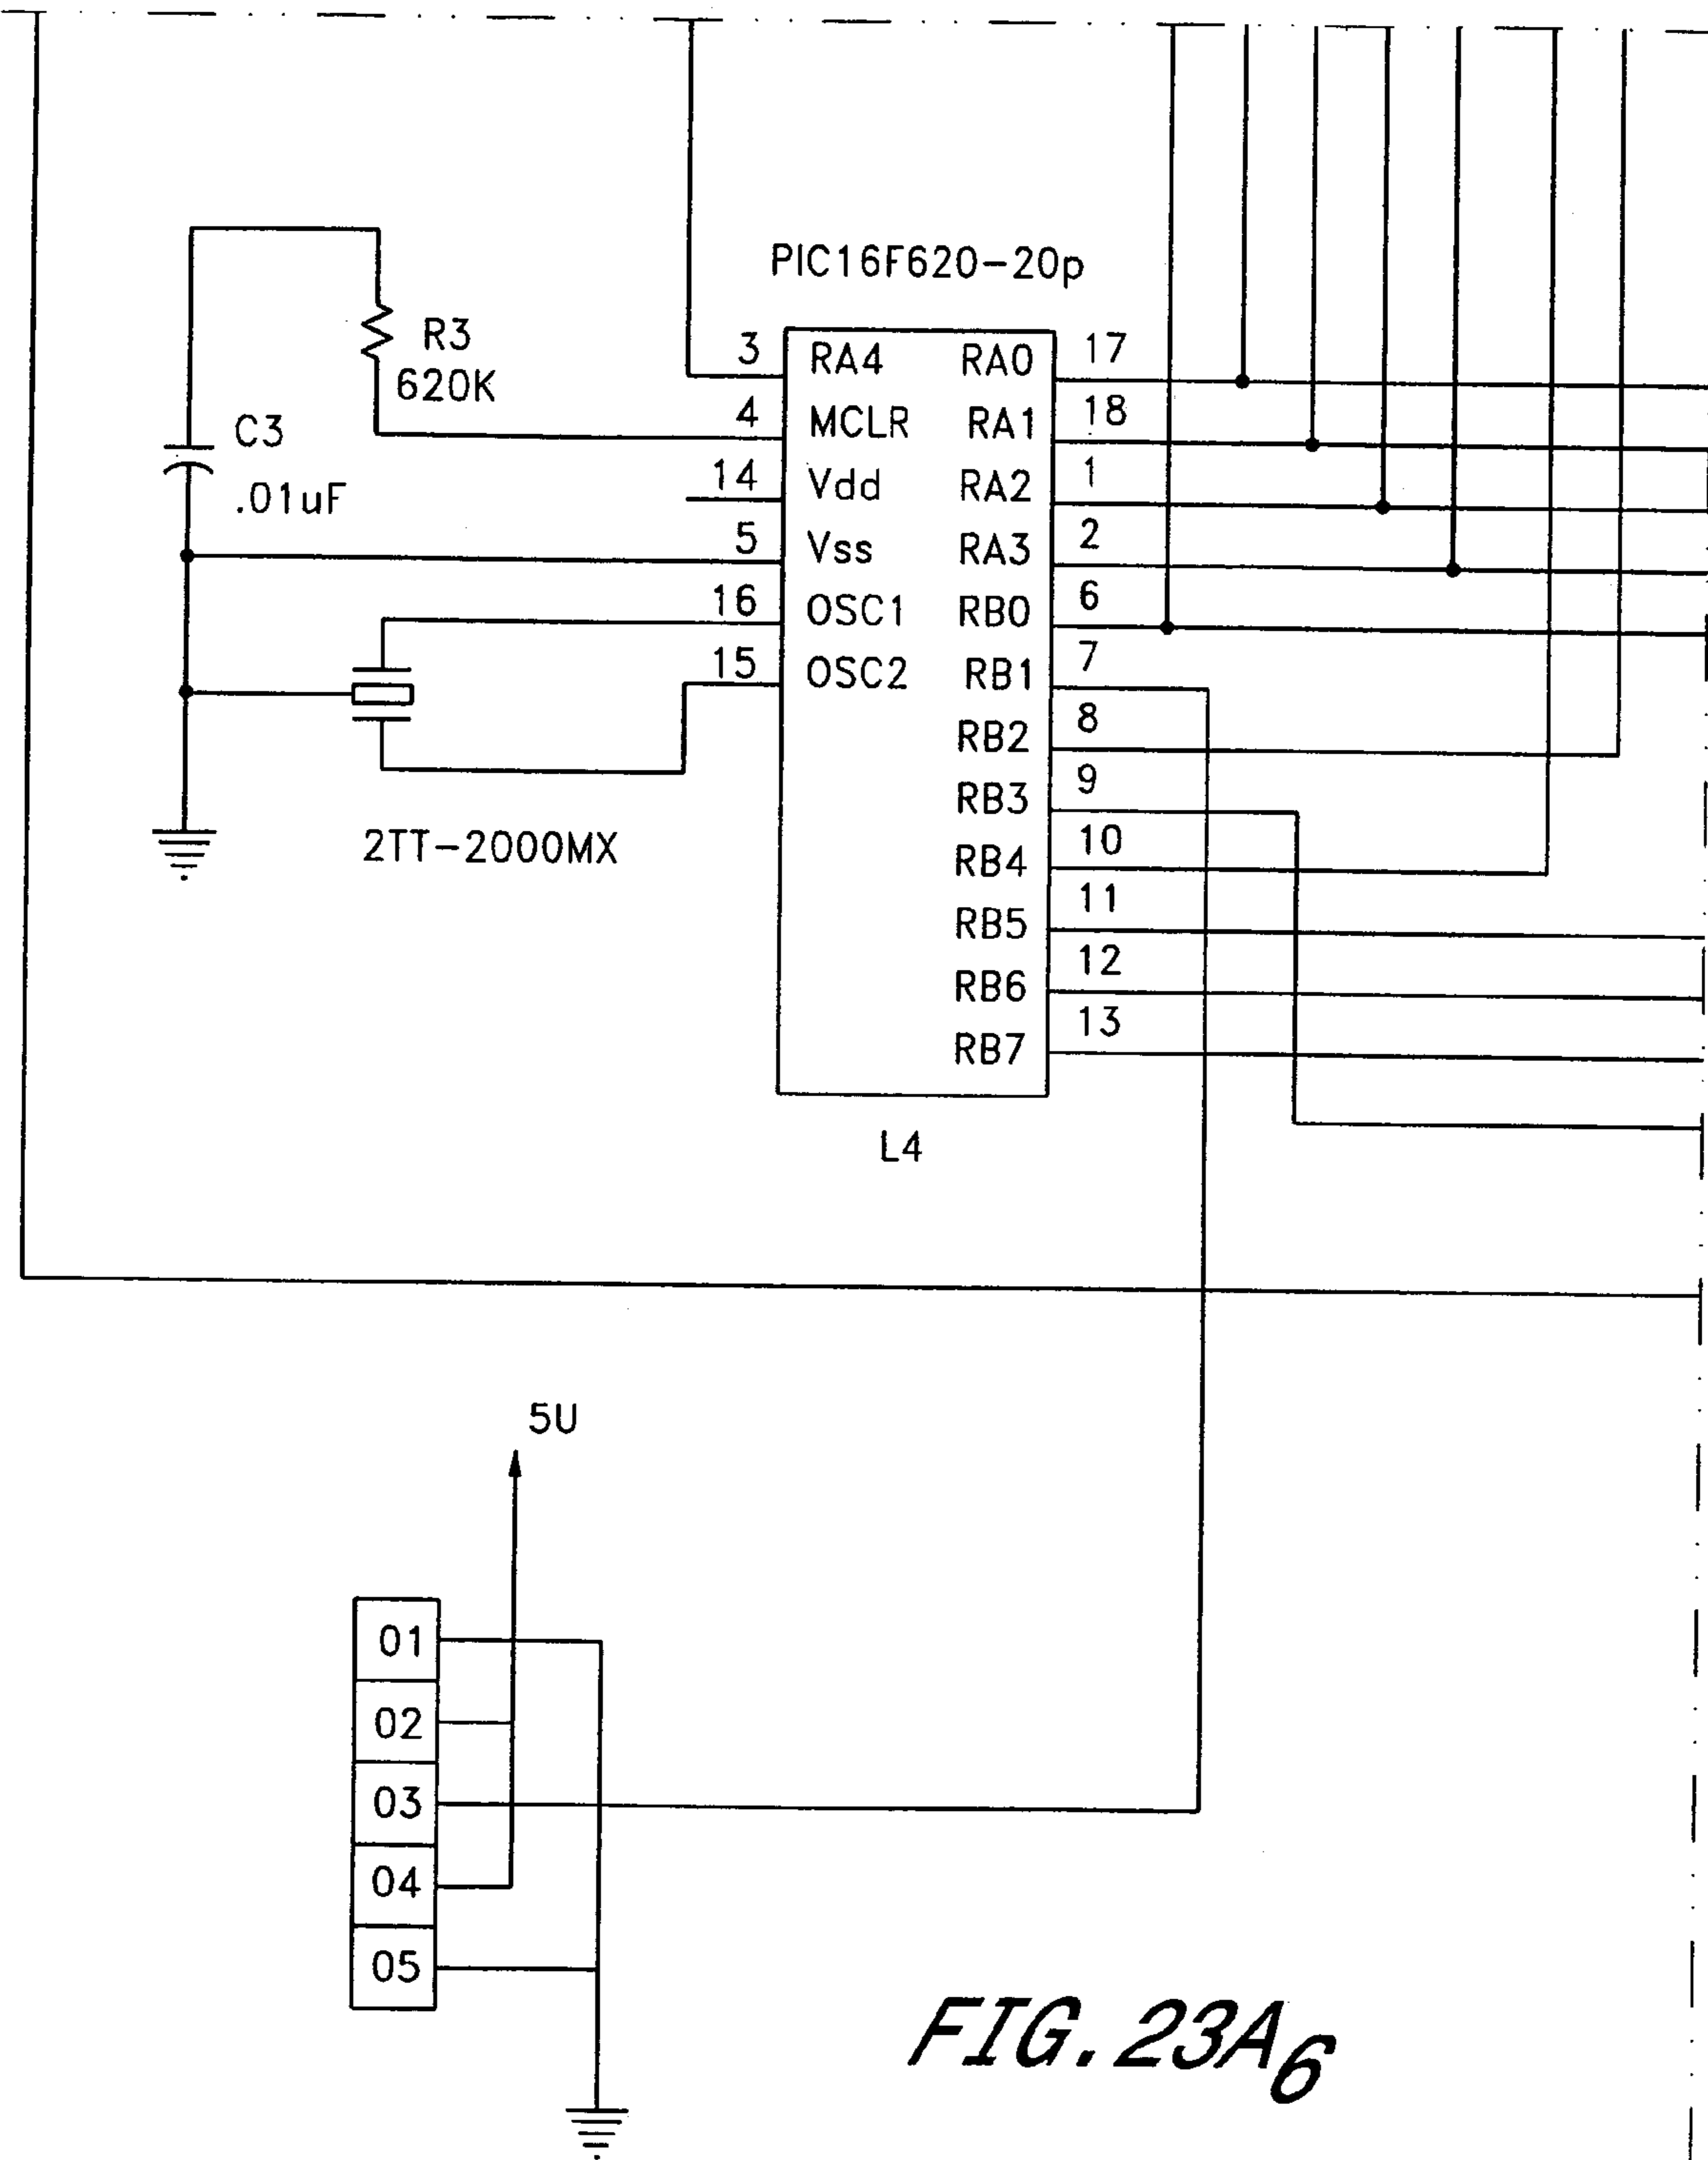 PIC16F620-20p
R3
620K
C3
.01uF
3 RA4 RA0 17
4 MCLR RA1 18
14 Vdd RA2 1
5 Vss RA3 2
16 OSC1 RB0 6
15 OSC2 RB1 7
RB2 8
RB3 9
RB4 10
RB5 11
RB6 12
RB7 13
2TT-2000MX
L4
5U
01
02
03
04
05
FIG. 23A6